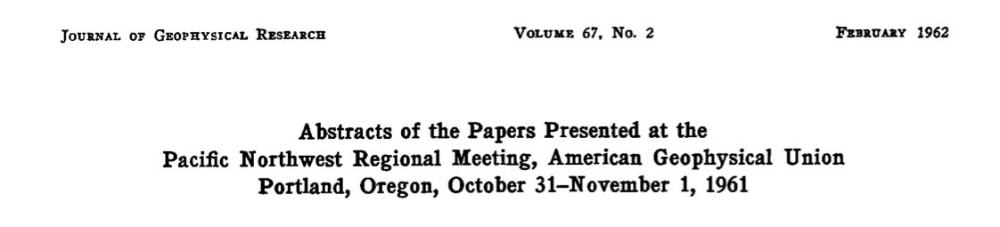 JOURNAL OF GEOPHYSICAL RESEARCH VOLUME 67, NO. 2 FEBRUARY 1962
Abstracts of the Papers Presented at the
Pacific Northwest Regional Meeting, American Geophysical Union
Portland, Oregon, October 31–November 1, 1961